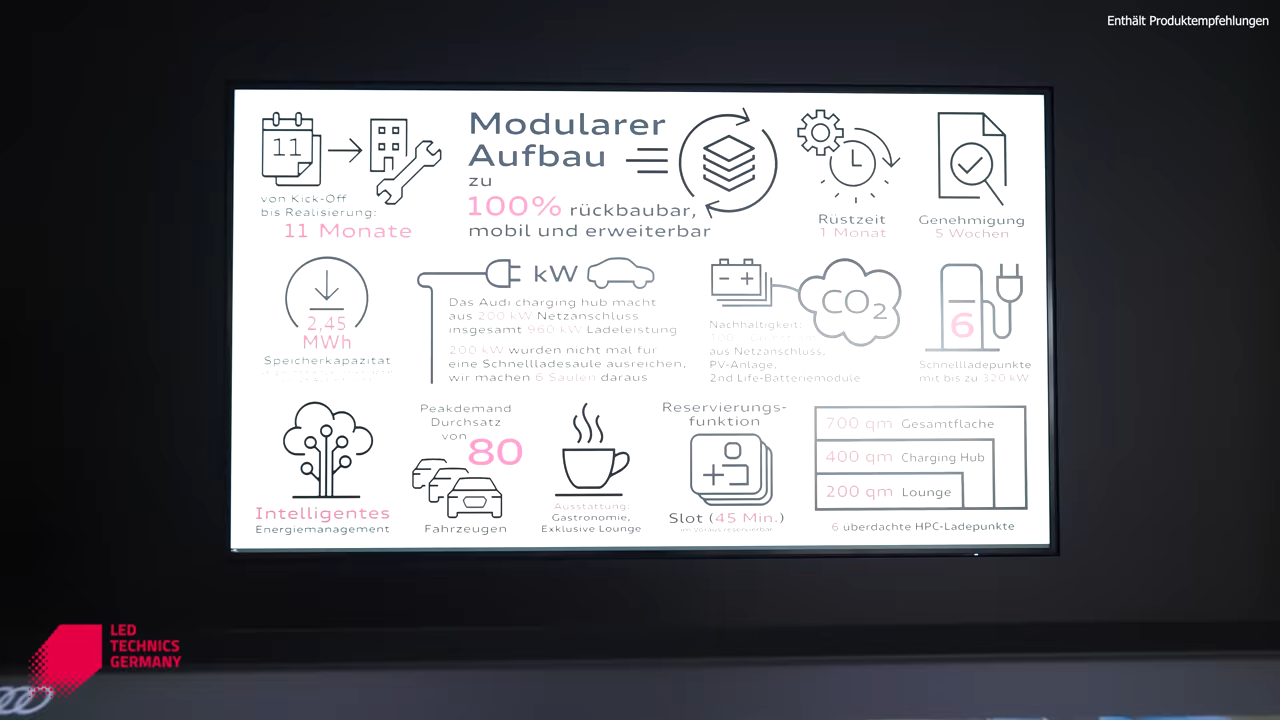 Enthält Produktempfehlungen
11
von Kick-Off
bis Realisierung:
11 Monate
Modularer
Aufbau
zu
100% rückbaubar,
mobil und erweiterbar
Rüstzeit
1 Monat
Genehmigung
5 Wochen
2,45
MWh
Speicherkapazität
kW
Das Audi charging hub macht
aus 200 kW Netzanschluss
insgesamt 960 kW Ladeleistung
200 kW wurden nicht mal für
eine Schnellladesäule ausreichen,
wir machen 6 Säulen daraus
CO2
Nachhaltigkeit:
aus Netzanschluss,
PV-Anlage,
2nd Life-Batteriemodule
6
Schnellladepunkte
mit bis zu 320 kW
Intelligentes
Energiemanagement
Peakdemand
Durchsatz
von 80
Fahrzeugen
Ausstattung:
Gastronomie,
Exklusive Lounge
Reservierungs-
funktion
Slot (45 Min.)
im Voraus reservierbar
700 qm Gesamtfläche
400 qm Charging Hub
200 qm Lounge
6 überdachte HPC-Ladepunkte
LED
TECHNICS
GERMANY